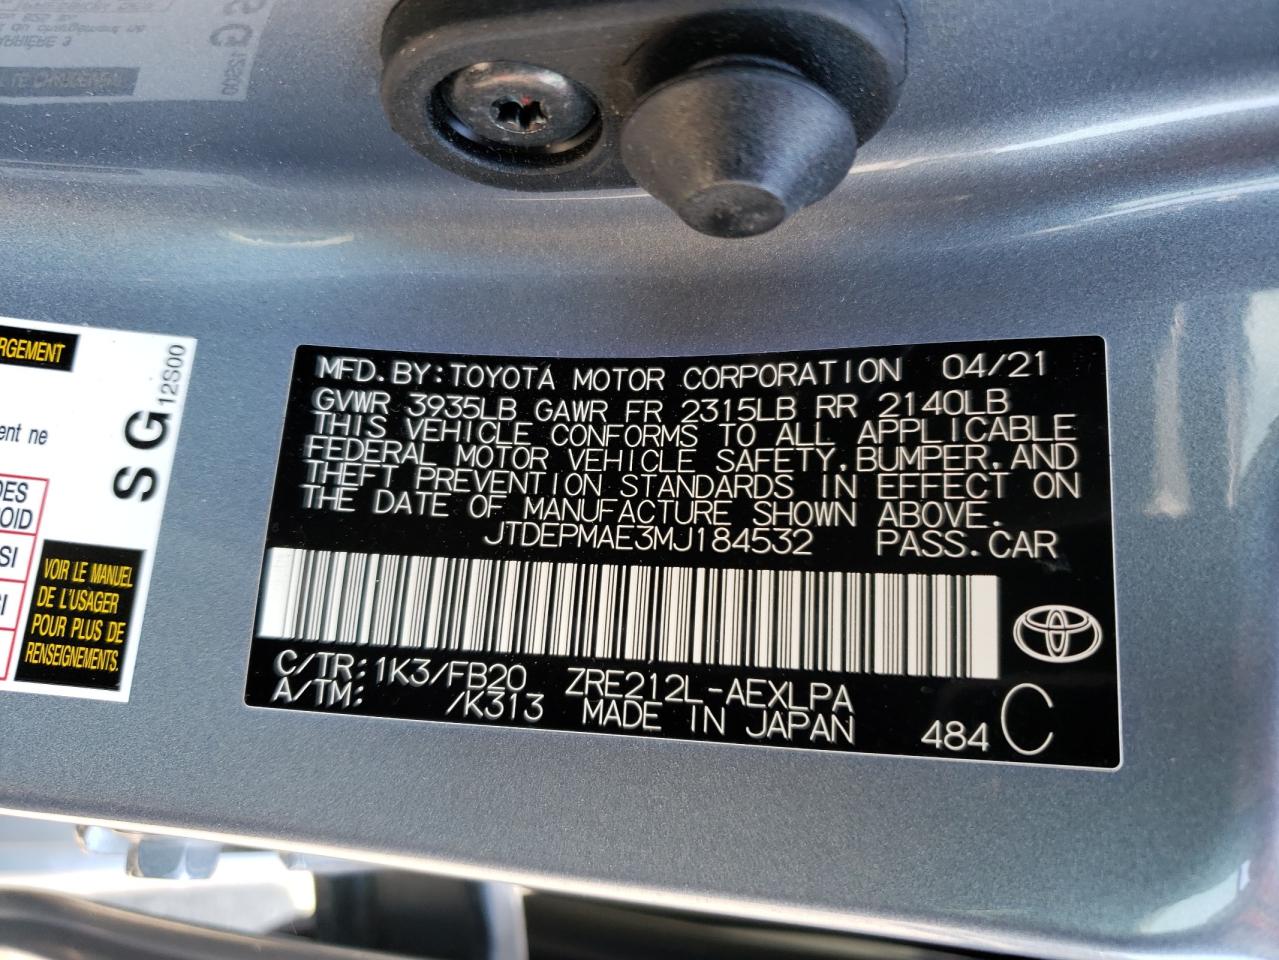 MFD.BY:TOYOTA MOTOR CORPORATION 04/21
GVWR 3935LB GAWR FR 2315LB RR 2140LB
THIS VEHICLE CONFORMS TO ALL APPLICABLE
FEDERAL MOTOR VEHICLE SAFETY,BUMPER,AND
THEFT PREVENTION STANDARDS IN EFFECT ON
THE DATE OF MANUFACTURE SHOWN ABOVE.
JTDEPMAE3MJ184532 PASS.CAR
C/TR:1K3/FB20 ZRE212L-AEXLPA
A/TM: /K313 MADE IN JAPAN 484 C
RGEMENT
ent ne
SG 12S00
DES
OID
SI
CI
VOIR LE MANUEL
DE L'USAGER
POUR PLUS DE
RENSEIGNEMENTS.